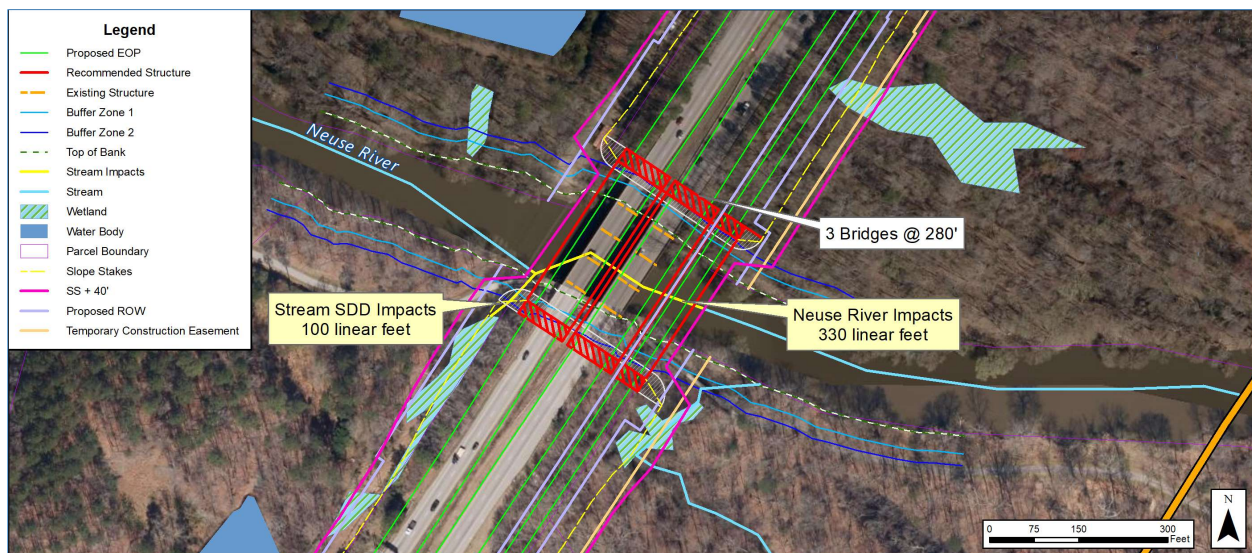 Legend
Proposed EOP
Recommended Structure
Existing Structure
Buffer Zone 1
Buffer Zone 2
Top of Bank
Stream Impacts
Stream
Wetland
Water Body
Parcel Boundary
Slope Stakes
SS + 40'
Proposed ROW
Temporary Construction Easement
Neuse River
3 Bridges @ 280'
Stream SDD Impacts
100 linear feet
Neuse River Impacts
330 linear feet
N
0 75 150 300
Feet